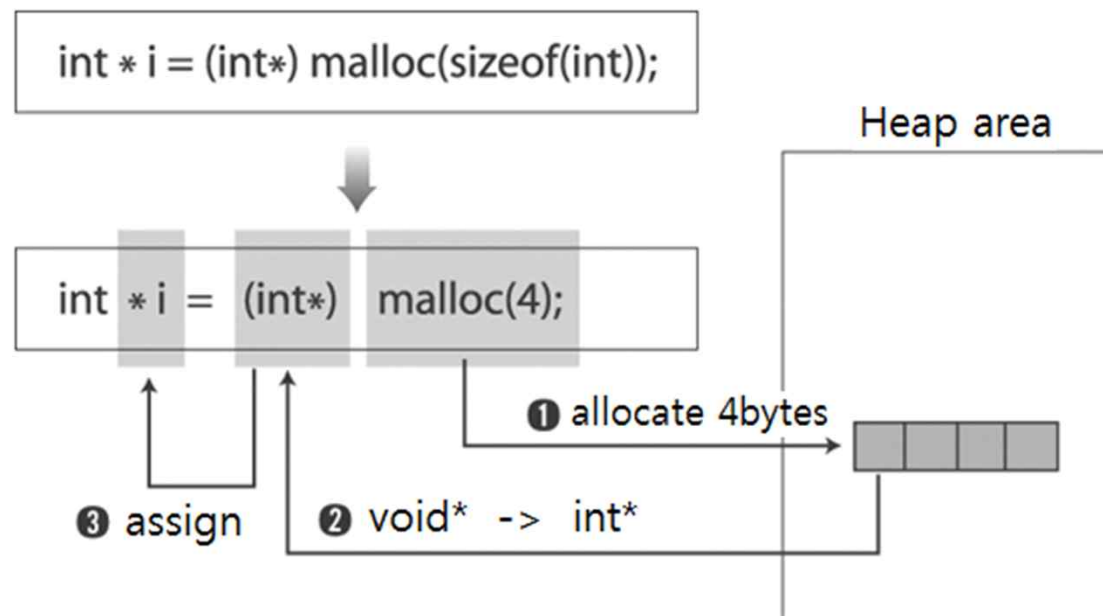 int * i = (int*) malloc(sizeof(int));
Heap area
int * i = (int*) malloc(4);
❶ allocate 4bytes
❸ assign ❷ void* -> int*